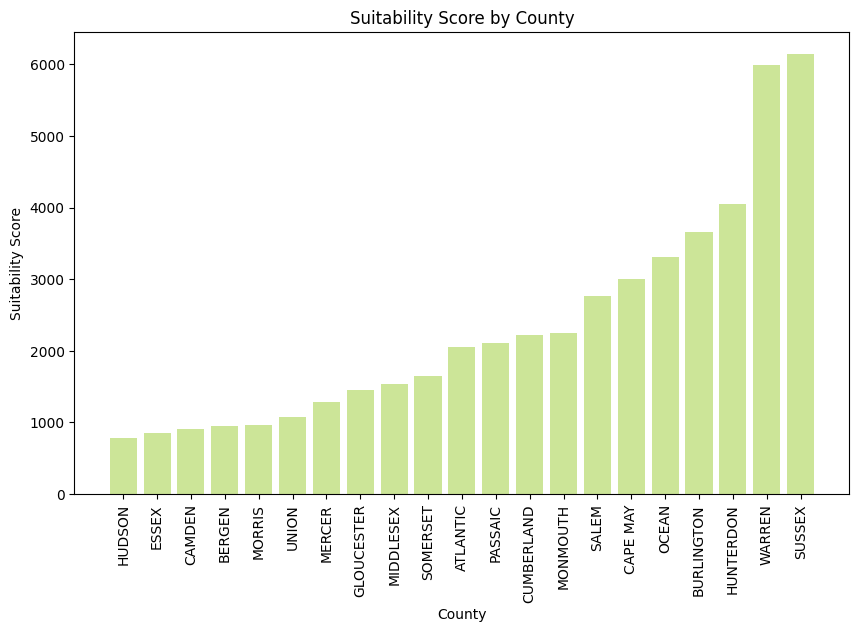 Suitability Score by County
Suitability Score
6000
5000
4000
3000
2000
1000
0
HUDSON
ESSEX
CAMDEN
BERGEN
MORRIS
UNION
MERCER
GLOUCESTER
MIDDLESEX
SOMERSET
ATLANTIC
PASSAIC
CUMBERLAND
MONMOUTH
SALEM
CAPE MAY
OCEAN
BURLINGTON
HUNTERDON
WARREN
SUSSEX
County